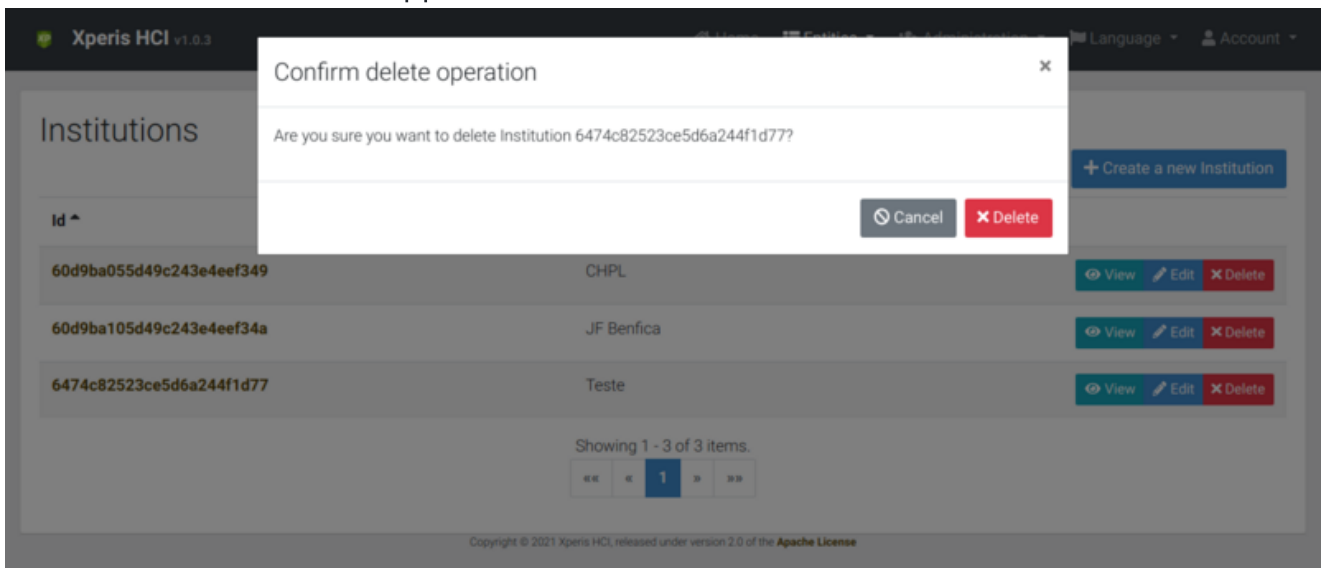 Xperis HCI v1.0.3
Language
Account
Confirm delete operation
×
Are you sure you want to delete Institution 6474c82523ce5d6a244f1d77?
Cancel
Delete
Institutions
+ Create a new Institution
Id
60d9ba055d49c243e4eef349 CHPL View Edit Delete
60d9ba105d49c243e4eef34a JF Benfica View Edit Delete
6474c82523ce5d6a244f1d77 Teste View Edit Delete
Showing 1 - 3 of 3 items.
«« « 1 » »»
Copyright © 2021 Xperis HCI, released under version 2.0 of the Apache License